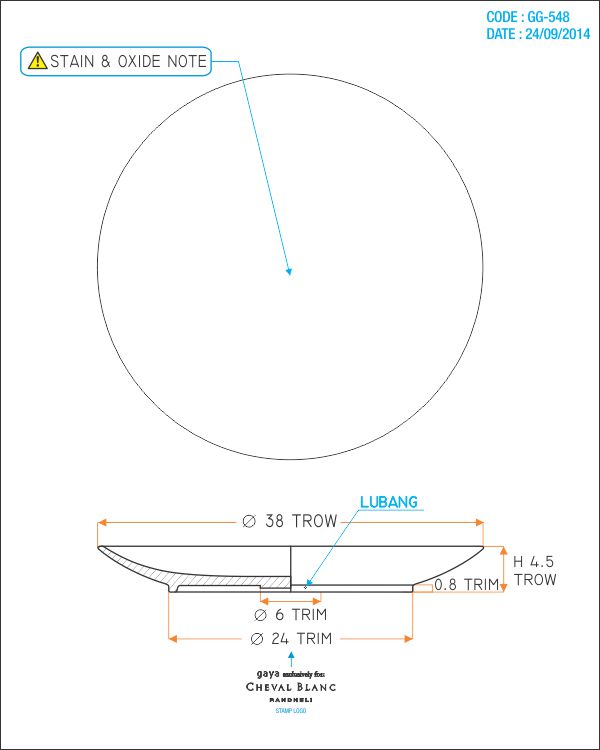 CODE : GG-548
DATE : 24/09/2014
STAIN & OXIDE NOTE
LUBANG
Ø 38 TROW
H 4.5
TROW
0.8 TRIM
Ø 6 TRIM
Ø 24 TRIM
gaya exclusively for:
CHEVAL BLANC
RANDHELI
STAMP LOGO